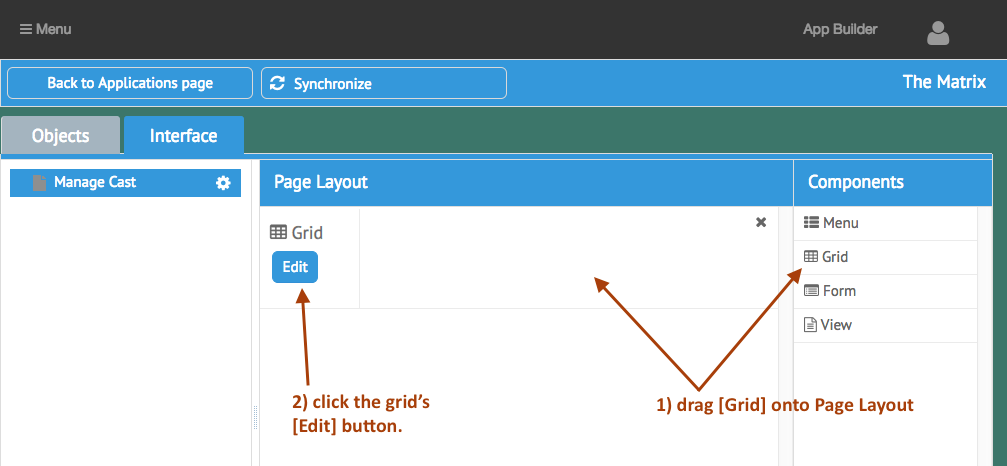 Menu
App Builder
Back to Applications page
Synchronize
The Matrix
Objects
Interface
Manage Cast
Page Layout
Components
Grid
Edit
Menu
Grid
Form
View
2) click the grid’s
[Edit] button.
1) drag [Grid] onto Page Layout